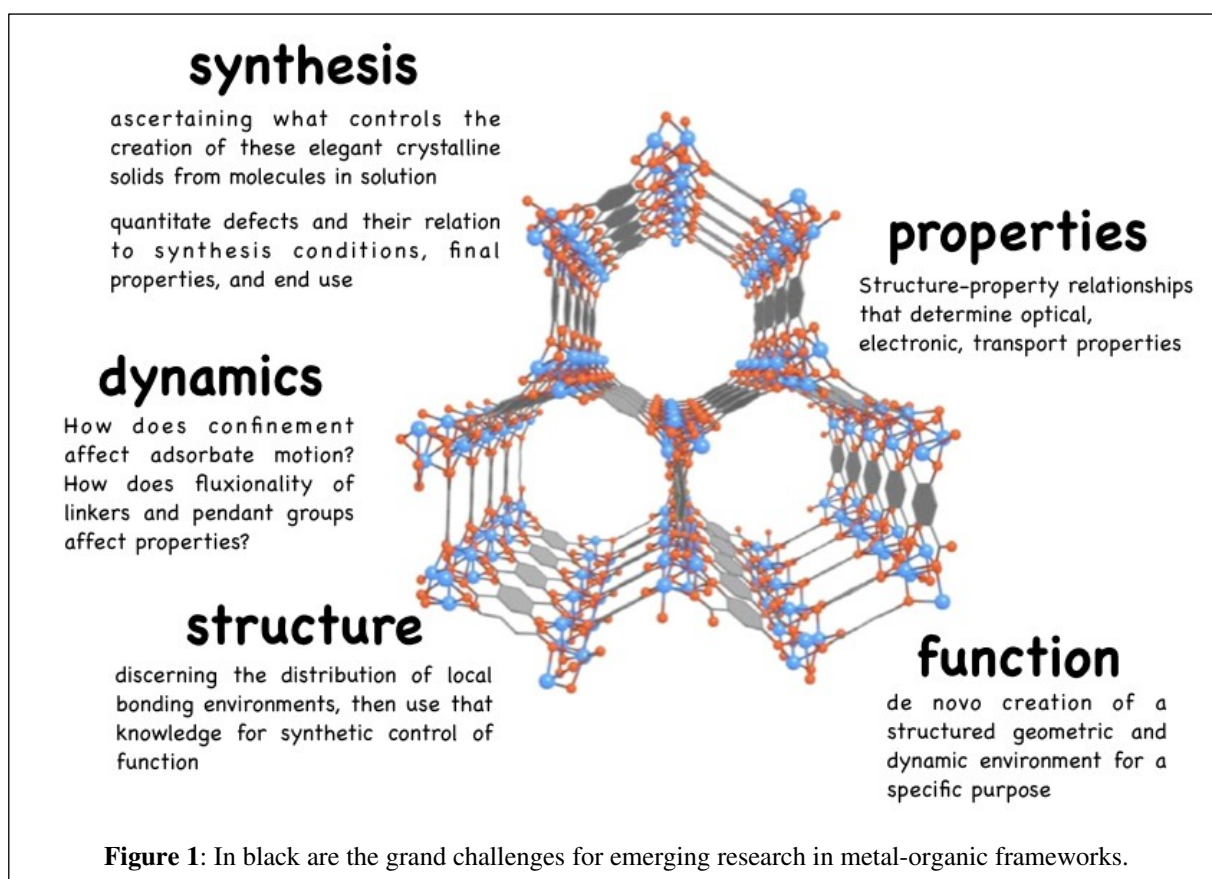 synthesis
ascertaining what controls the
creation of these elegant crystalline
solids from molecules in solution
quantitate defects and their relation
to synthesis conditions, final
properties, and end use
properties
Structure-property relationships
that determine optical,
electronic, transport properties
dynamics
How does confinement
affect adsorbate motion?
How does fluxionality of
linkers and pendant groups
affect properties?
structure
discerning the distribution of local
bonding environments, then use that
knowledge for synthetic control of
function
function
de novo creation of a
structured geometric and
dynamic environment for a
specific purpose
Figure 1: In black are the grand challenges for emerging research in metal-organic frameworks.